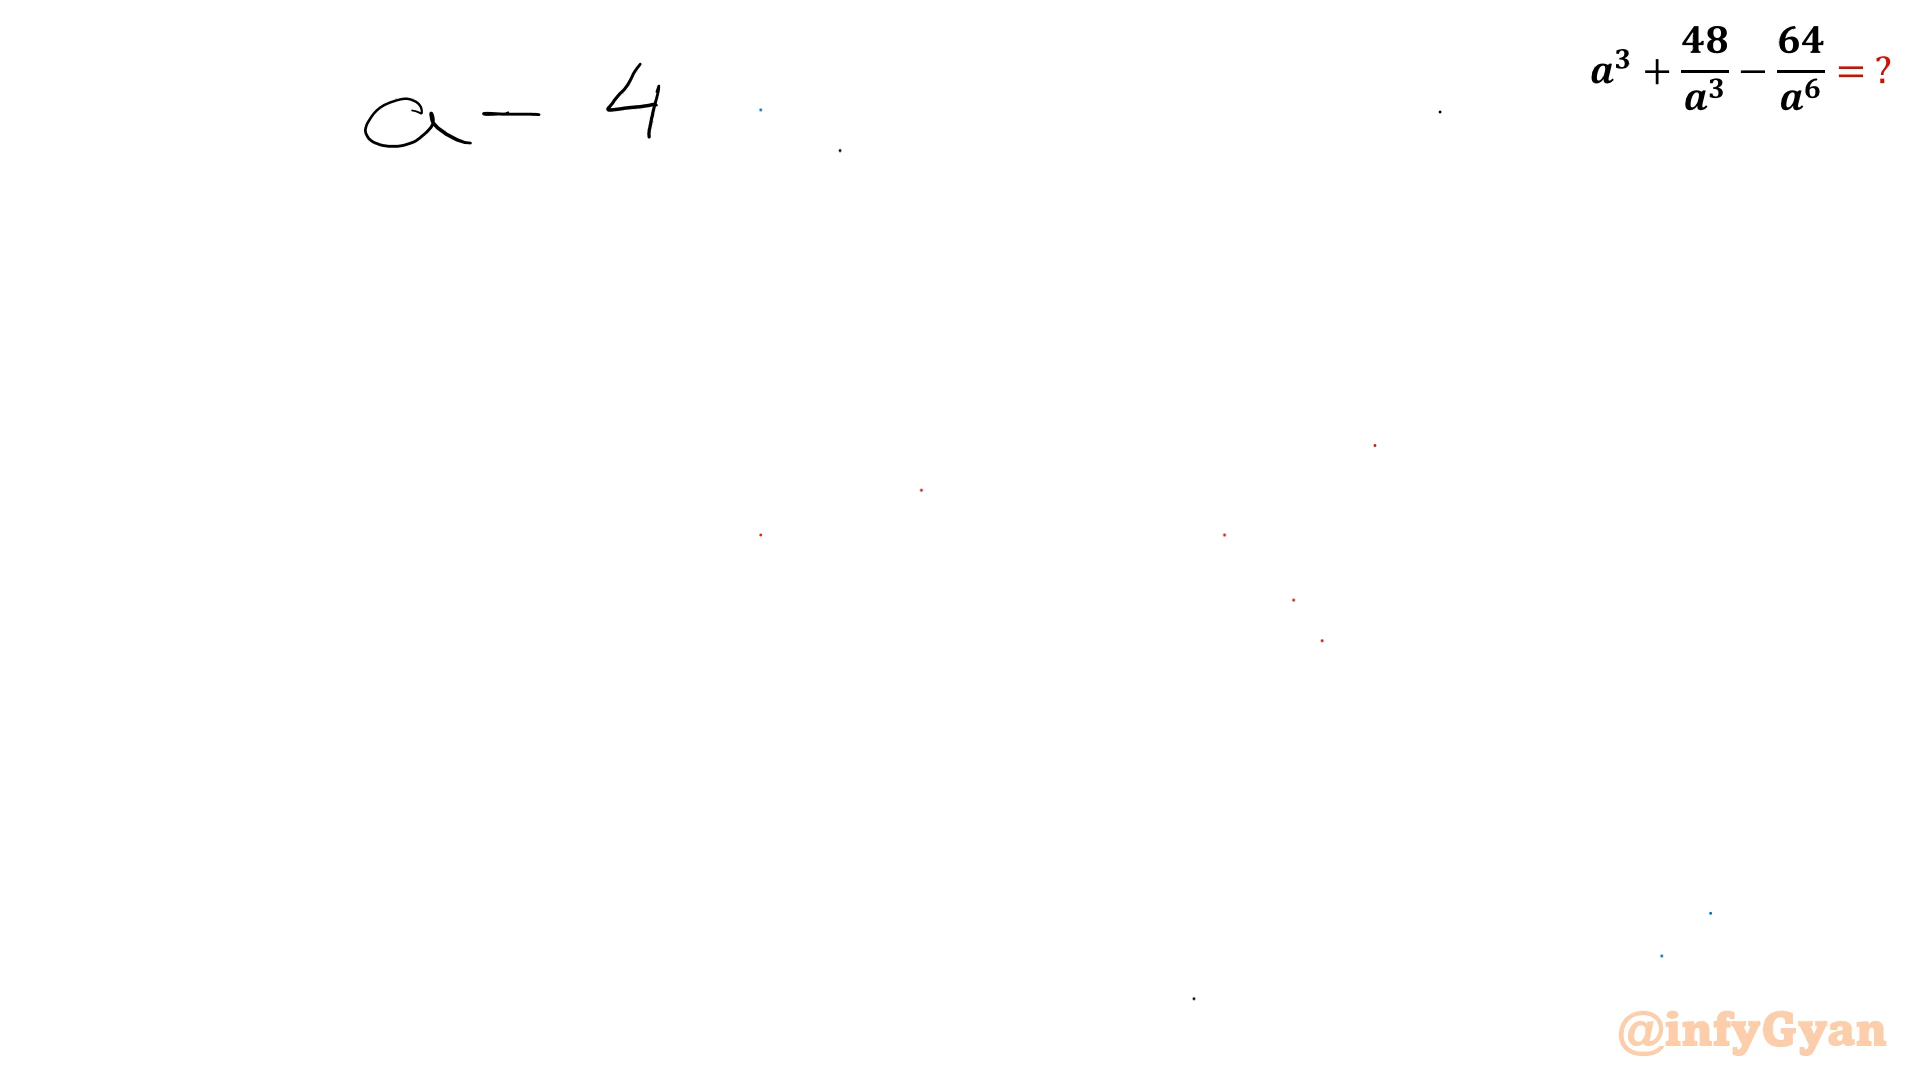 a - 4
a³ + 48/a³ - 64/a⁶ = ?
@infyGyan